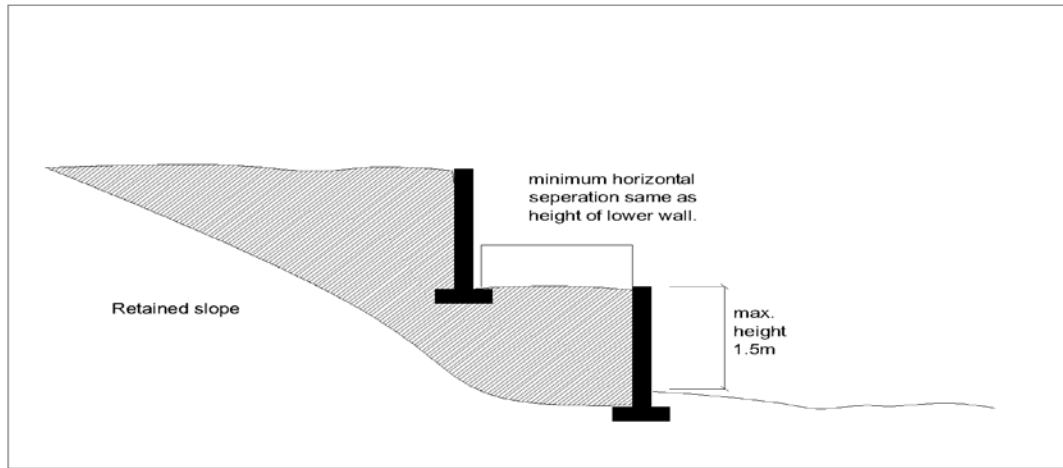 minimum horizontal
seperation same as
height of lower wall.
Retained slope
max.
height
1.5m